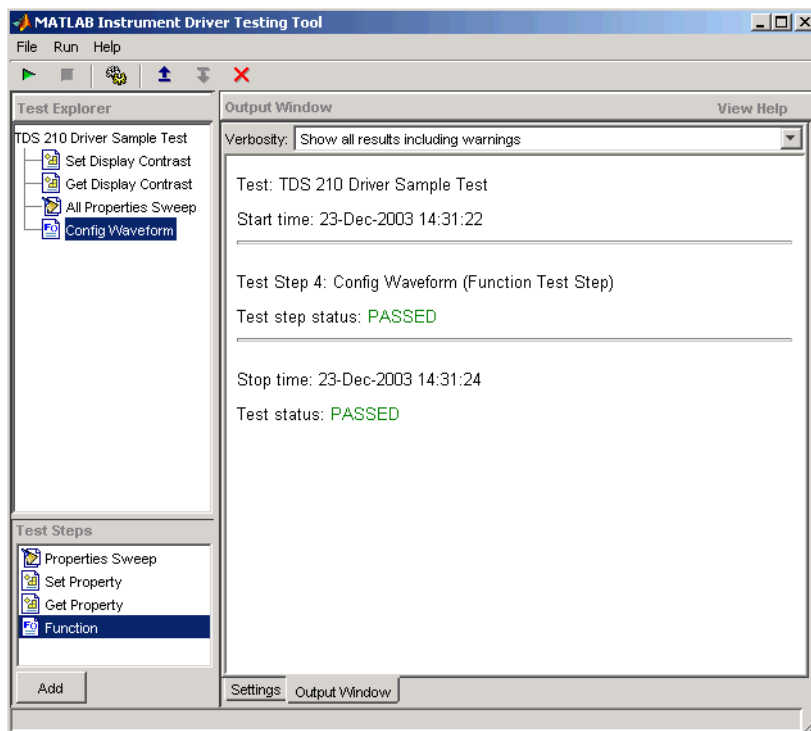 MATLAB Instrument Driver Testing Tool
File Run Help
Test Explorer
TDS 210 Driver Sample Test
Set Display Contrast
Get Display Contrast
All Properties Sweep
Config Waveform
Test Steps
Properties Sweep
Set Property
Get Property
Function
Add
Output Window View Help
Verbosity: Show all results including warnings
Test: TDS 210 Driver Sample Test
Start time: 23-Dec-2003 14:31:22
Test Step 4: Config Waveform (Function Test Step)
Test step status: PASSED
Stop time: 23-Dec-2003 14:31:24
Test status: PASSED
Settings Output Window